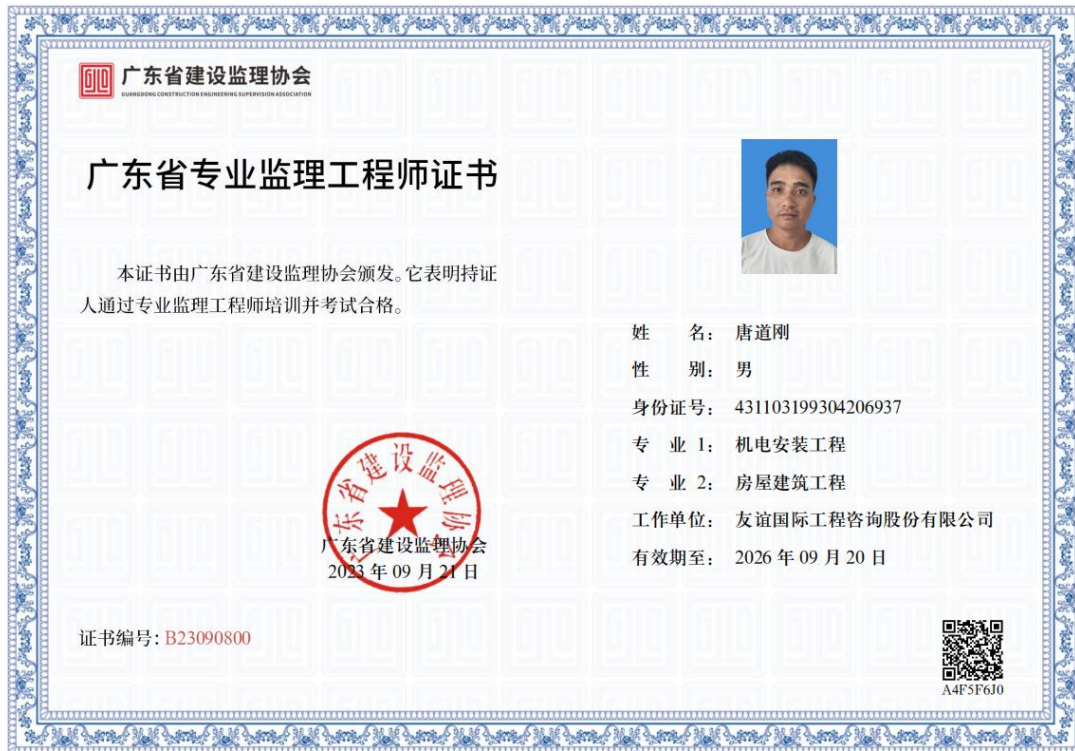 广东省建设监理协会
GUANGDONG CONSTRUCTION ENGINEERING SUPERVISION ASSOCIATION
广东省专业监理工程师证书
本证书由广东省建设监理协会颁发。它表明持证
人通过专业监理工程师培训并考试合格。
姓 名： 唐道刚
性 别： 男
身份证号： 431103199304206937
专 业 1： 机电安装工程
专 业 2： 房屋建筑工程
工作单位： 友谊国际工程咨询股份有限公司
有效期至： 2026 年 09 月 20 日
广东省建设监理协会
广东省建设监理协会
2023 年 09 月 21 日
证书编号：B23090800
A4F5F6J0